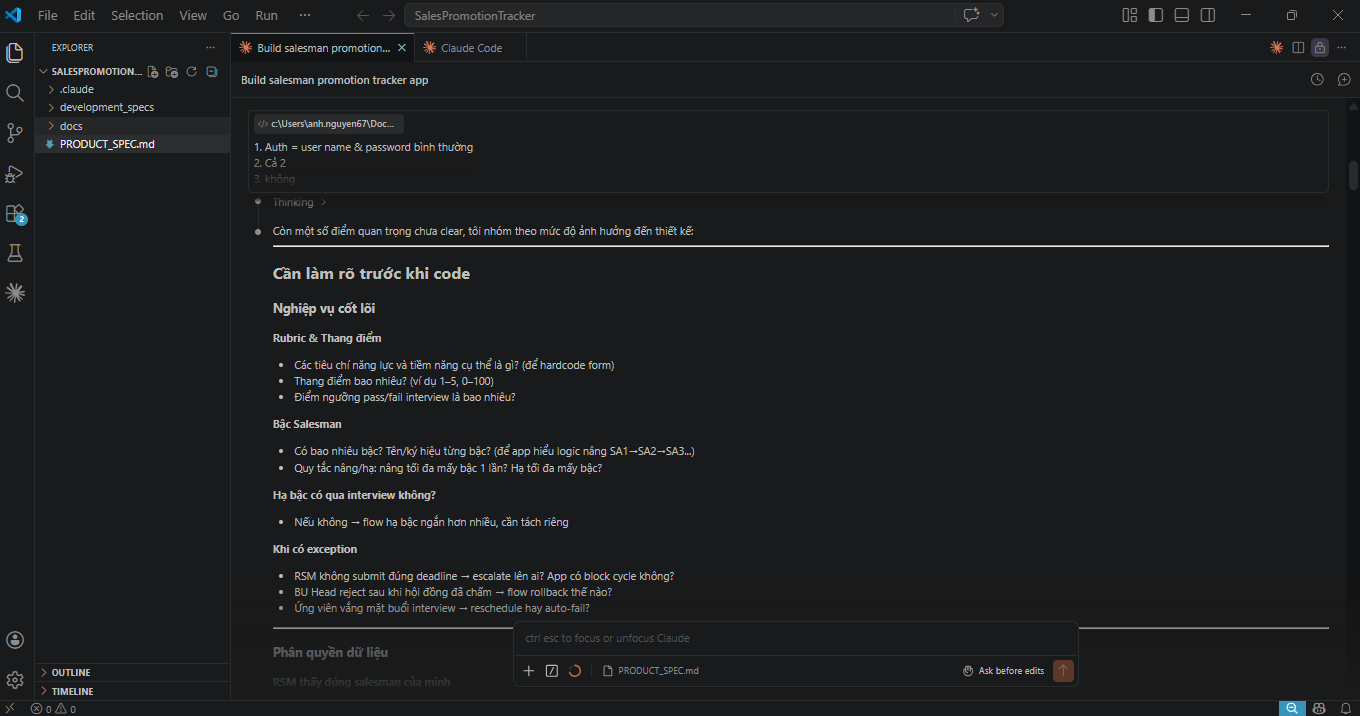 File Edit Selection View Go Run ··· SalesPromotionTracker
EXPLORER ···
SALESPROMOTION...
.claude
development_specs
docs
PRODUCT_SPEC.md
2
OUTLINE
TIMELINE
Build salesman promotion... Claude Code
Build salesman promotion tracker app
c:\Users\anh.nguyen67\Doc...
1. Auth = user name & password bình thường
2. Cả 2
3. không
Thinking
Còn một số điểm quan trọng chưa clear, tôi nhóm theo mức độ ảnh hưởng đến thiết kế:
Cần làm rõ trước khi code
Nghiệp vụ cốt lõi
Rubric & Thang điểm
• Các tiêu chí năng lực và tiềm năng cụ thể là gì? (để hardcode form)
• Thang điểm bao nhiêu? (ví dụ 1–5, 0–100)
• Điểm ngưỡng pass/fail interview là bao nhiêu?
Bậc Salesman
• Có bao nhiêu bậc? Tên/ký hiệu từng bậc? (để app hiểu logic nâng SA1→SA2→SA3...)
• Quy tắc nâng/hạ: nâng tối đa mấy bậc 1 lần? Hạ tối đa mấy bậc?
Hạ bậc có qua interview không?
• Nếu không → flow hạ bậc ngắn hơn nhiều, cần tách riêng
Khi có exception
• RSM không submit đúng deadline → escalate lên ai? App có block cycle không?
• BU Head reject sau khi hội đồng đã chấm → flow rollback thế nào?
• Ứng viên vắng mặt buổi interview → reschedule hay auto-fail?
Phân quyền dữ liệu
RSM thấy đúng salesman của mình
ctrl esc to focus or unfocus Claude
PRODUCT_SPEC.md Ask before edits
0 0